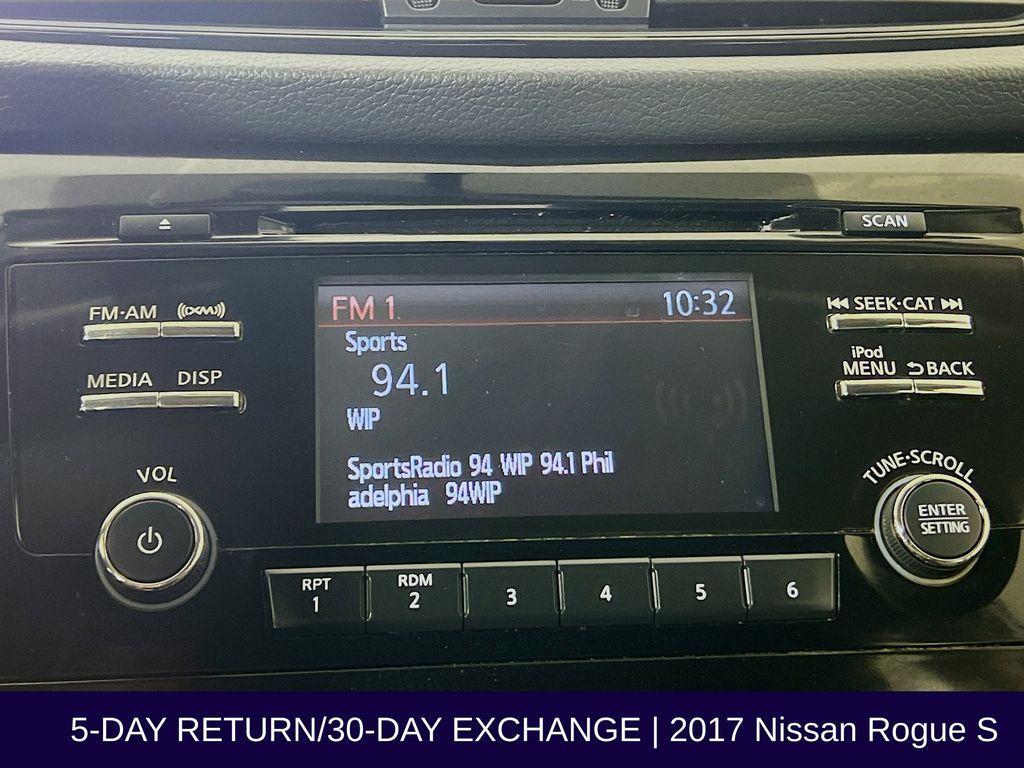 SCAN
FM·AM ((XM))
MEDIA DISP
VOL
FM 1 10:32
Sports
94.1
WIP
SportsRadio 94 WIP 94.1 Phil
adelphia 94WIP
SEEK·CAT
iPod
MENU BACK
TUNE·SCROLL
ENTER
SETTING
RPT
1
RDM
2
3
4
5
6
5-DAY RETURN/30-DAY EXCHANGE | 2017 Nissan Rogue S